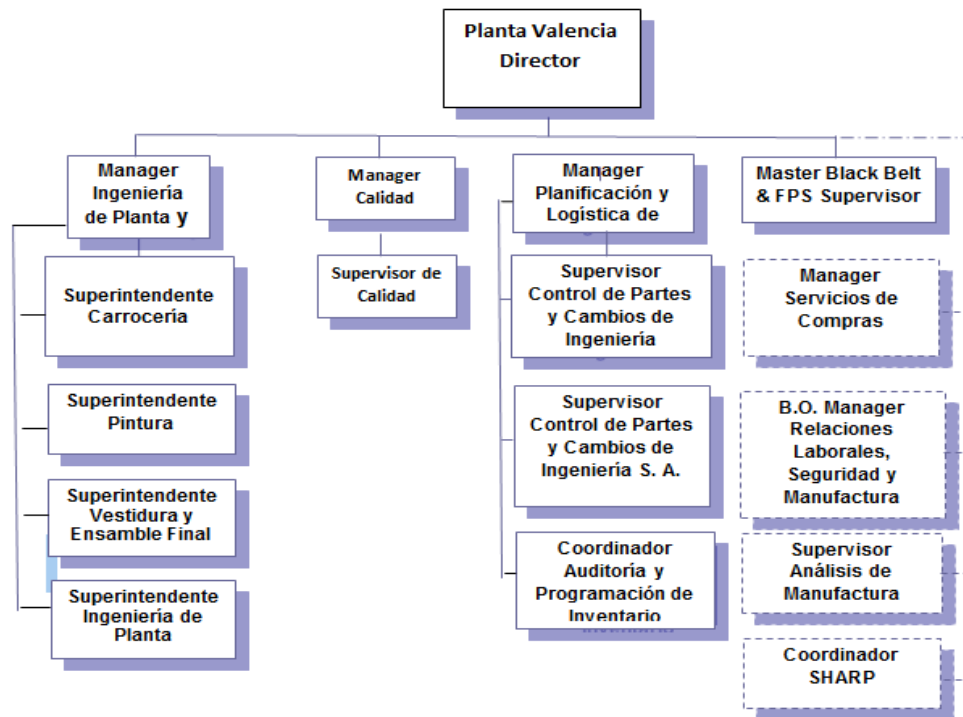 Planta Valencia
Director
Manager
Ingeniería
de Planta y
Manager
Calidad
Manager
Planificación y
Logística de
Master Black Belt
& FPS Supervisor
Superintendente
Carrocería
Supervisor de
Calidad
Supervisor
Control de Partes
y Cambios de
Ingeniería
Manager
Servicios de
Compras
Superintendente
Pintura
Supervisor
Control de Partes
y Cambios de
Ingeniería S. A.
B.O. Manager
Relaciones
Laborales,
Seguridad y
Manufactura
Superintendente
Vestidura y
Ensamble Final
Coordinador
Auditoría y
Programación de
Inventario
Supervisor
Análisis de
Manufactura
Superintendente
Ingeniería de
Planta
Coordinador
SHARP